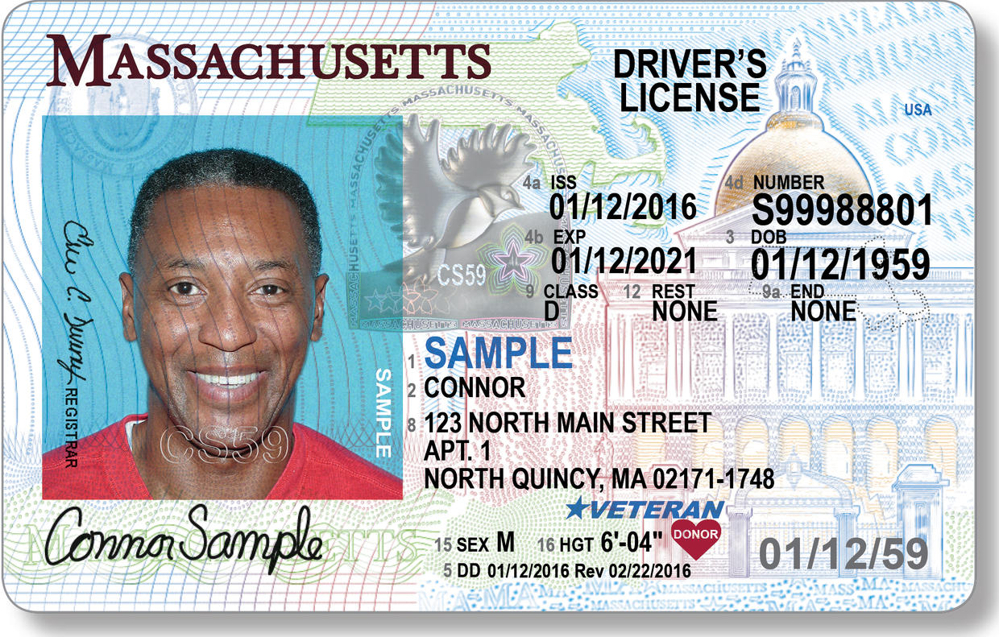 MASSACHUSETTS
DRIVER'S
LICENSE
USA
4a ISS
01/12/2016
4d NUMBER
S99988801
4b EXP
01/12/2021
3 DOB
01/12/1959
9 CLASS
D
12 REST
NONE
9a END
NONE
CS59
1 SAMPLE
2 CONNOR
8 123 NORTH MAIN STREET
APT. 1
NORTH QUINCY, MA 02171-1748
VETERAN
15 SEX M 16 HGT 6'-04"
DONOR
5 DD 01/12/2016 Rev 02/22/2016
01/12/59
REGISTRAR
SAMPLE
CS59
Connor Sample